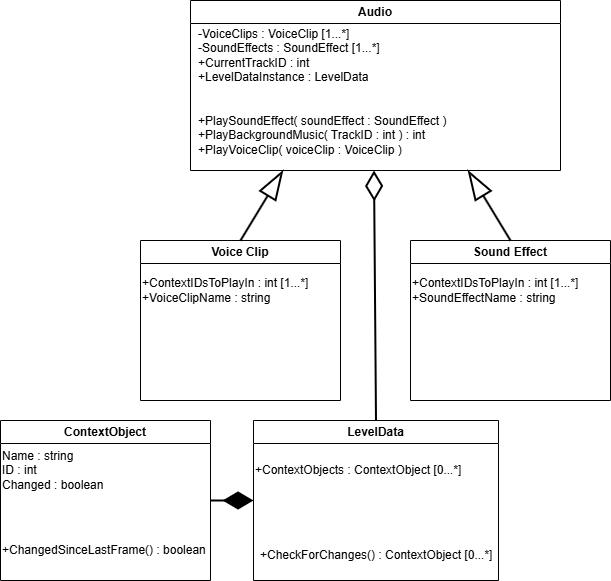 Audio
-VoiceClips : VoiceClip [1...*]
-SoundEffects : SoundEffect [1...*]
+CurrentTrackID : int
+LevelDataInstance : LevelData
+PlaySoundEffect( soundEffect : SoundEffect )
+PlayBackgroundMusic( TrackID : int ) : int
+PlayVoiceClip( voiceClip : VoiceClip )
Voice Clip
+ContextIDsToPlayIn : int [1...*]
+VoiceClipName : string
Sound Effect
+ContextIDsToPlayIn : int [1...*]
+SoundEffectName : string
ContextObject
Name : string
ID : int
Changed : boolean
+ChangedSinceLastFrame() : boolean
LevelData
+ContextObjects : ContextObject [0...*]
+CheckForChanges() : ContextObject [0...*]